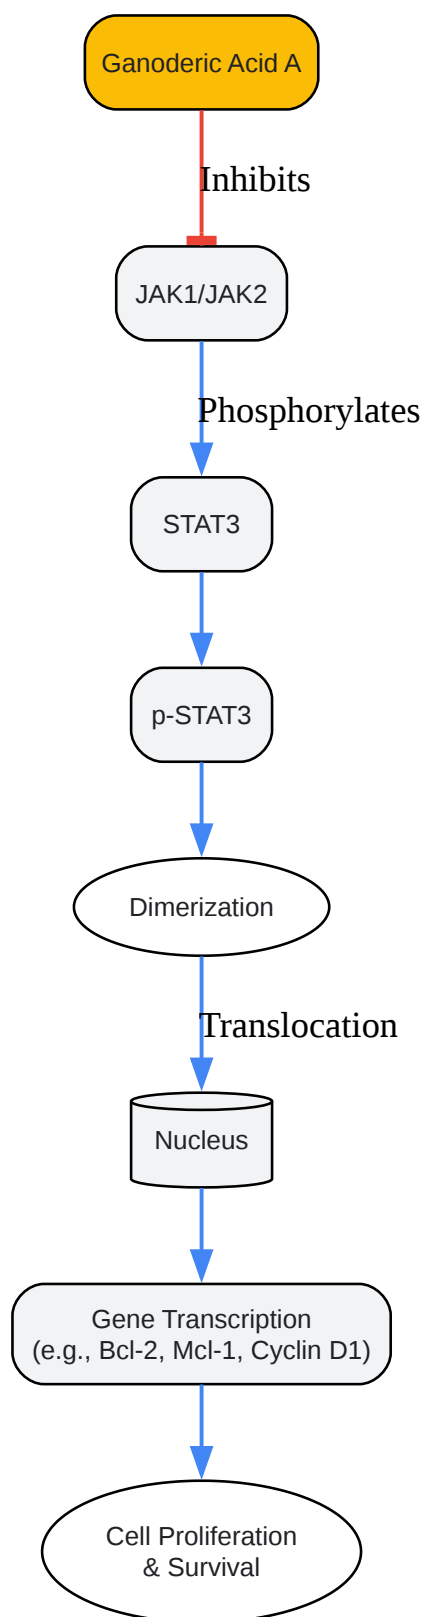 Ganoderic Acid A
Inhibits
JAK1/JAK2
Phosphorylates
STAT3
p-STAT3
Dimerization
Translocation
Nucleus
Gene Transcription
(e.g., Bcl-2, Mcl-1, Cyclin D1)
Cell Proliferation
& Survival